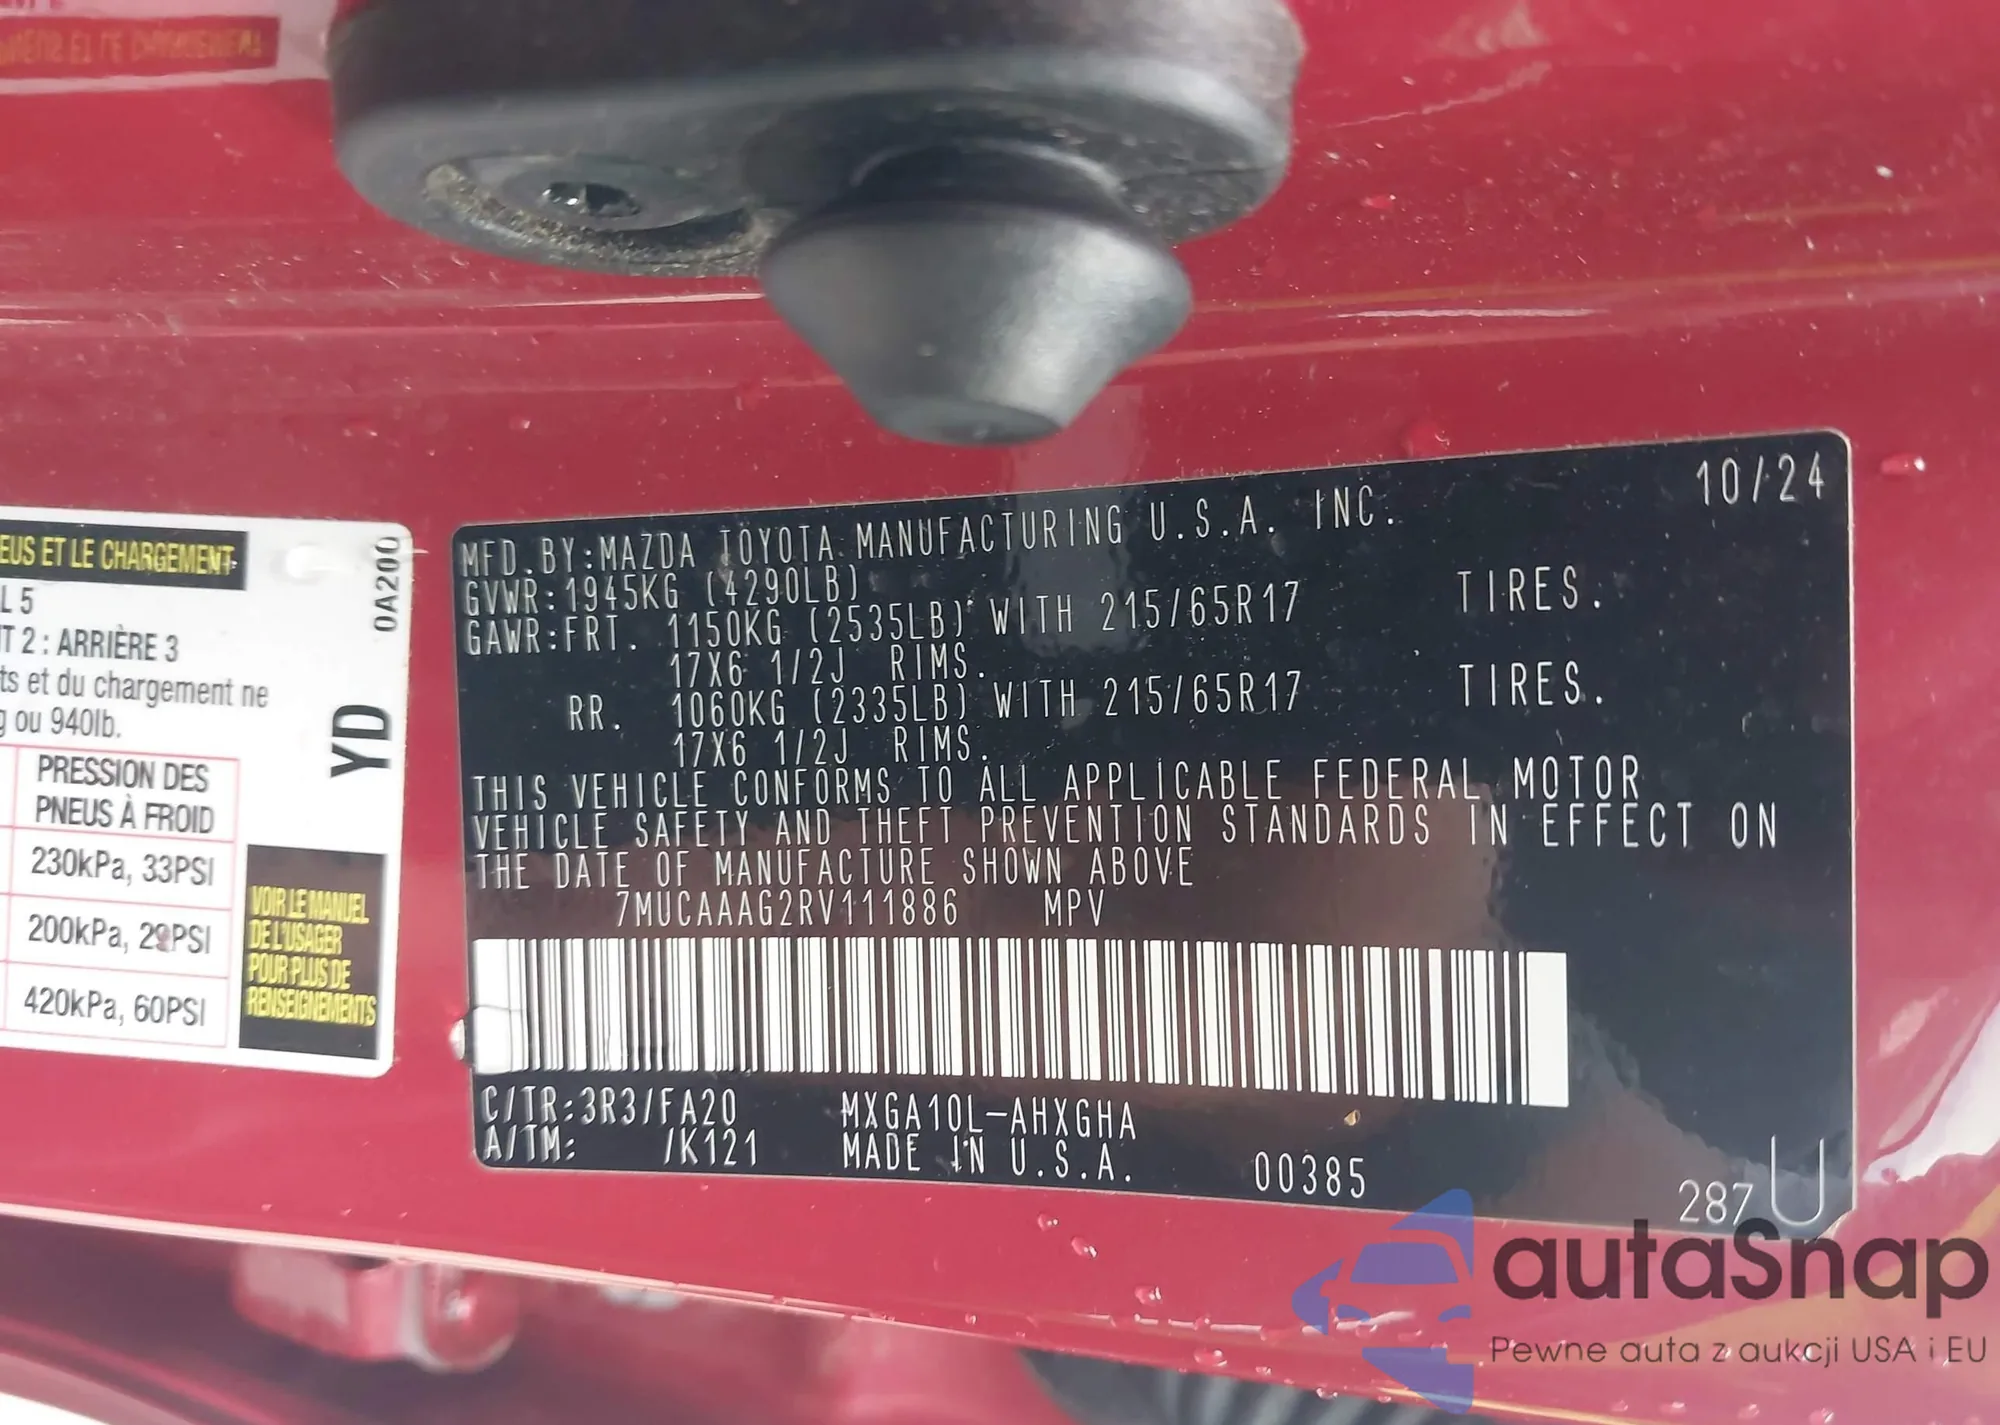 EUS ET LE CHARGEMENT
L 5
T 2 : ARRIÈRE 3
ts et du chargement ne
g ou 940lb.
PRESSION DES
PNEUS À FROID
230kPa, 33PSI
200kPa, 29PSI
420kPa, 60PSI
0A200
YD
VOIR LE MANUEL
DE L'USAGER
POUR PLUS DE
RENSEIGNEMENTS
10/24
MFD.BY:MAZDA TOYOTA MANUFACTURING U.S.A. INC.
GVWR:1945KG (4290LB)
GAWR:FRT. 1150KG (2535LB) WITH 215/65R17 TIRES.
17X6 1/2J RIMS.
RR. 1060KG (2335LB) WITH 215/65R17 TIRES.
17X6 1/2J RIMS.
THIS VEHICLE CONFORMS TO ALL APPLICABLE FEDERAL MOTOR
VEHICLE SAFETY AND THEFT PREVENTION STANDARDS IN EFFECT ON
THE DATE OF MANUFACTURE SHOWN ABOVE
7MUCAAAG2RV111886 MPV
C/TR:3R3/FA20 MXGA10L-AHXGHA
A/TM: /K121 MADE IN U.S.A. 00385
287 U
autaSnap
Pewne auta z aukcji USA i EU